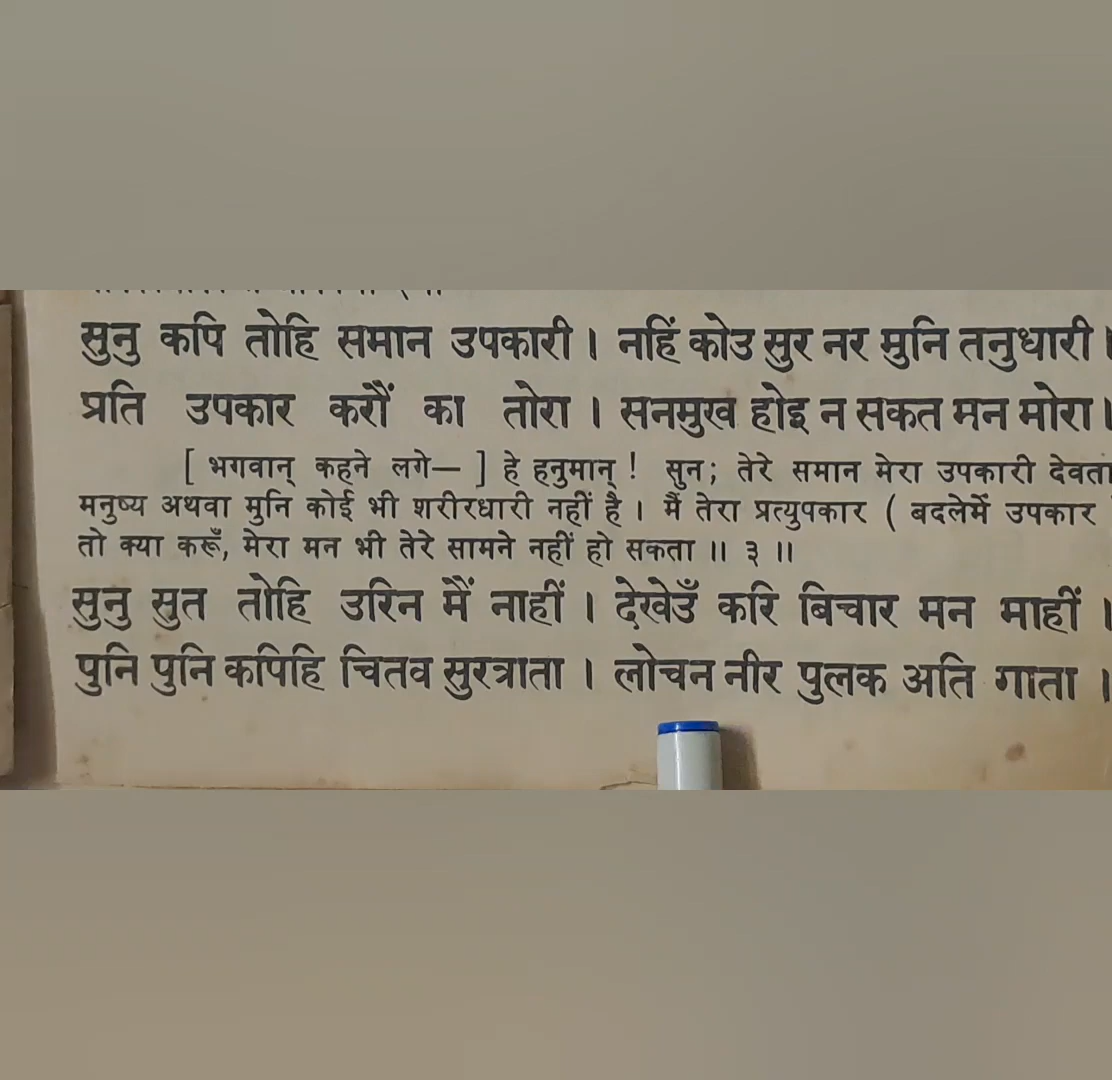 सुनु कपि तोहि समान उपकारी । नहिं कोउ सुर नर मुनि तनुधारी ।
प्रति उपकार करौं का तोरा । सनमुख होइ न सकत मन मोरा ।
[ भगवान् कहने लगे— ] हे हनुमान् ! सुन; तेरे समान मेरा उपकारी देवता
मनुष्य अथवा मुनि कोई भी शरीरधारी नहीं है । मैं तेरा प्रत्युपकार ( बदलेमें उपकार
तो क्या करूँ, मेरा मन भी तेरे सामने नहीं हो सकता ॥ ३ ॥
सुनु सुत तोहि उरिन मैं नाहीं । देखेउँ करि बिचार मन माहीं ।
पुनि पुनि कपिहि चितव सुरत्राता । लोचन नीर पुलक अति गाता ।